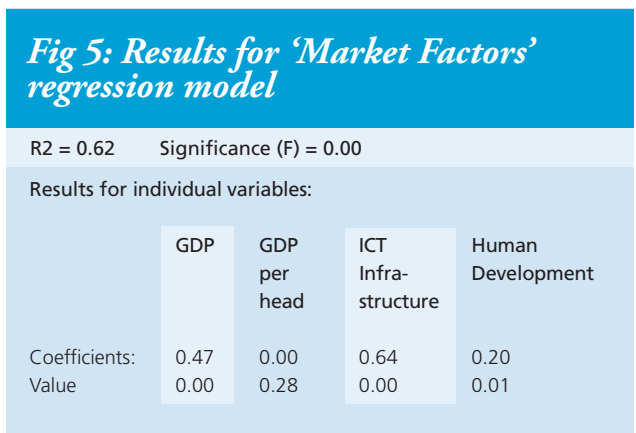 Fig 5: Results for ‘Market Factors’
regression model
R2 = 0.62 Significance (F) = 0.00
Results for individual variables:
GDP GDP per head ICT Infra- structure Human Development
Coefficients: 0.47 0.00 0.64 0.20
Value 0.00 0.28 0.00 0.01